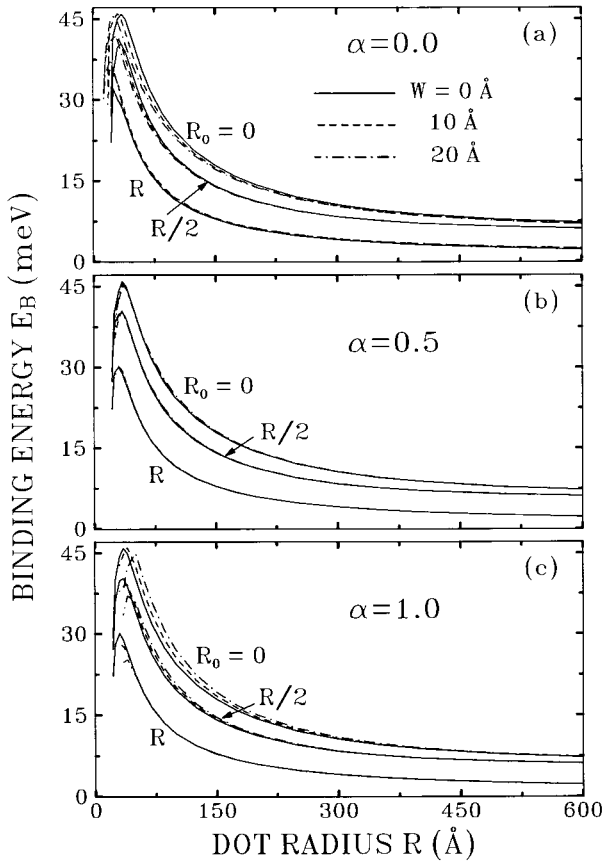 BINDING ENERGY E_B (meV)
45
30
15
0
α=0.0
(a)
W = 0 Å
10 Å
20 Å
R₀ = 0
R
R/2
45
30
15
0
(b)
α=0.5
R₀ = 0
R/2
R
45
30
15
0
(c)
α=1.0
R₀ = 0
R/2
R
0 150 300 450 600
DOT RADIUS R (Å)